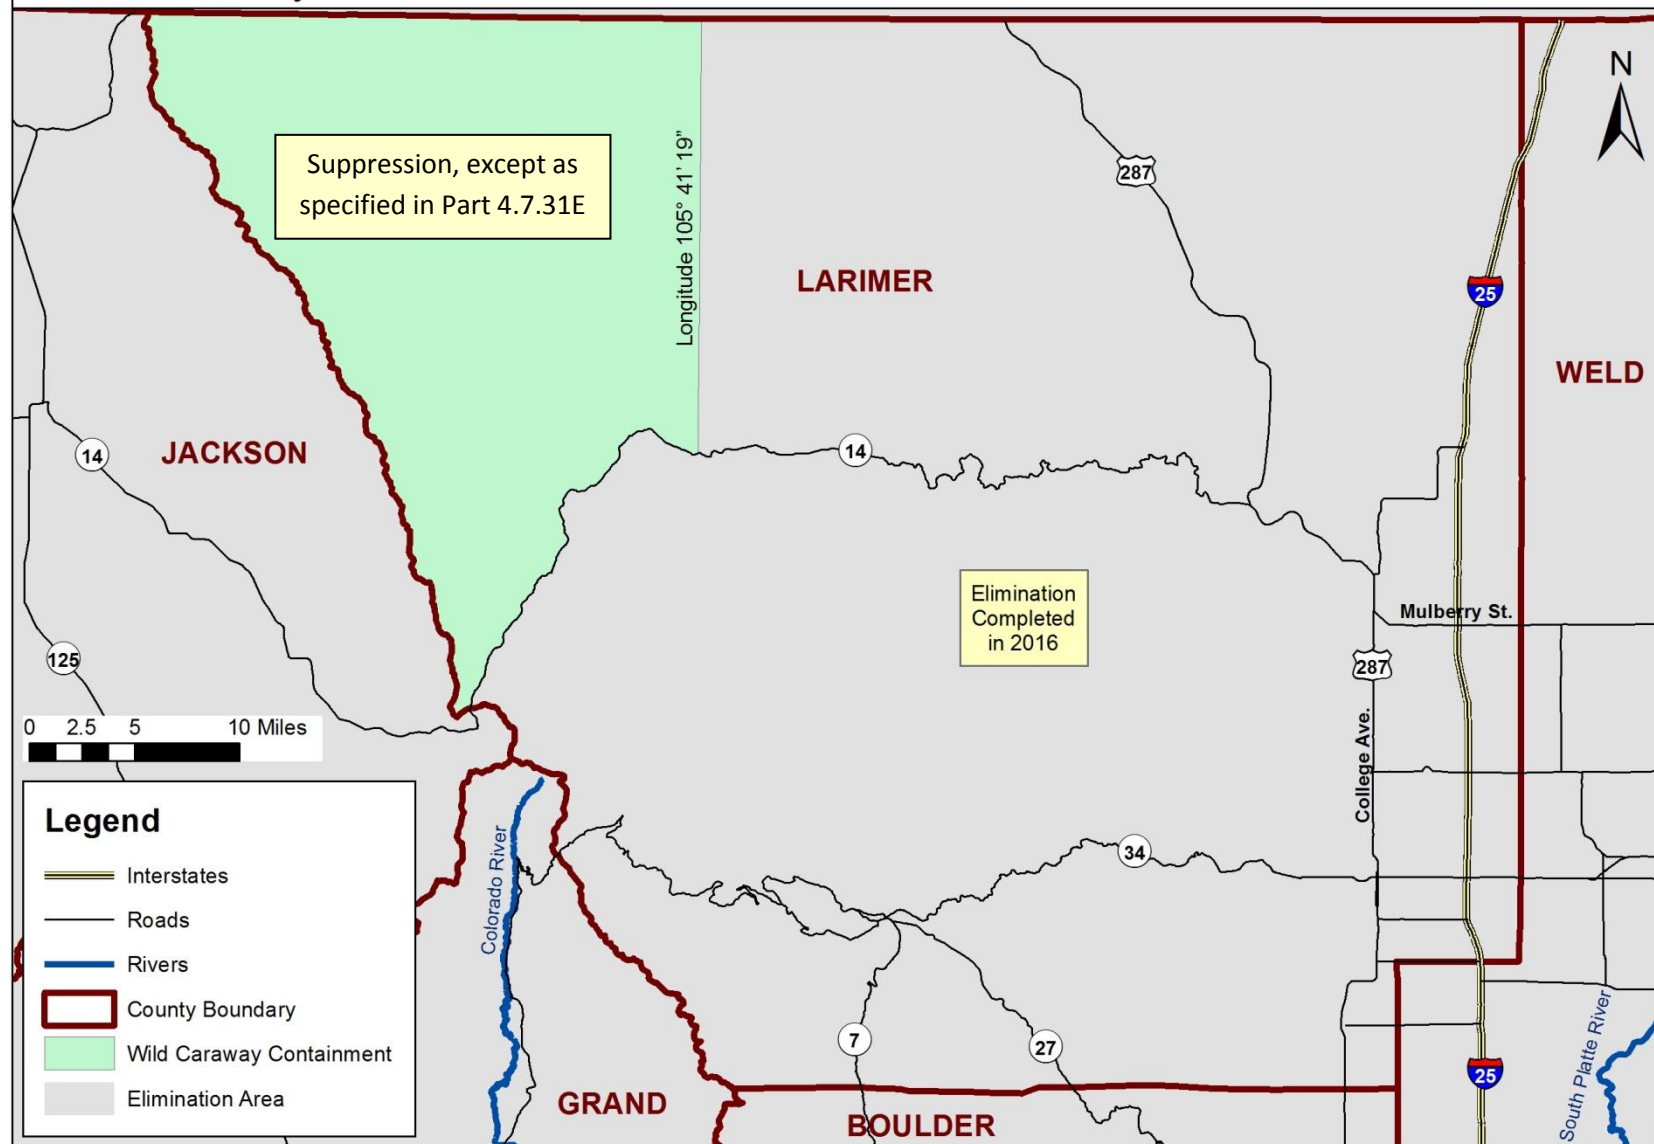 N
287
Suppression, except as
specified in Part 4.7.31E
Longitude 105° 41' 19"
LARIMER
25
WELD
JACKSON
14
14
Elimination
Completed
in 2016
Mulberry St.
125
287
0 2.5 5 10 Miles
College Ave.
Legend
Interstates
Roads
Rivers
County Boundary
Wild Caraway Containment
Elimination Area
Colorado River
34
7
27
25
South Platte River
GRAND
BOULDER